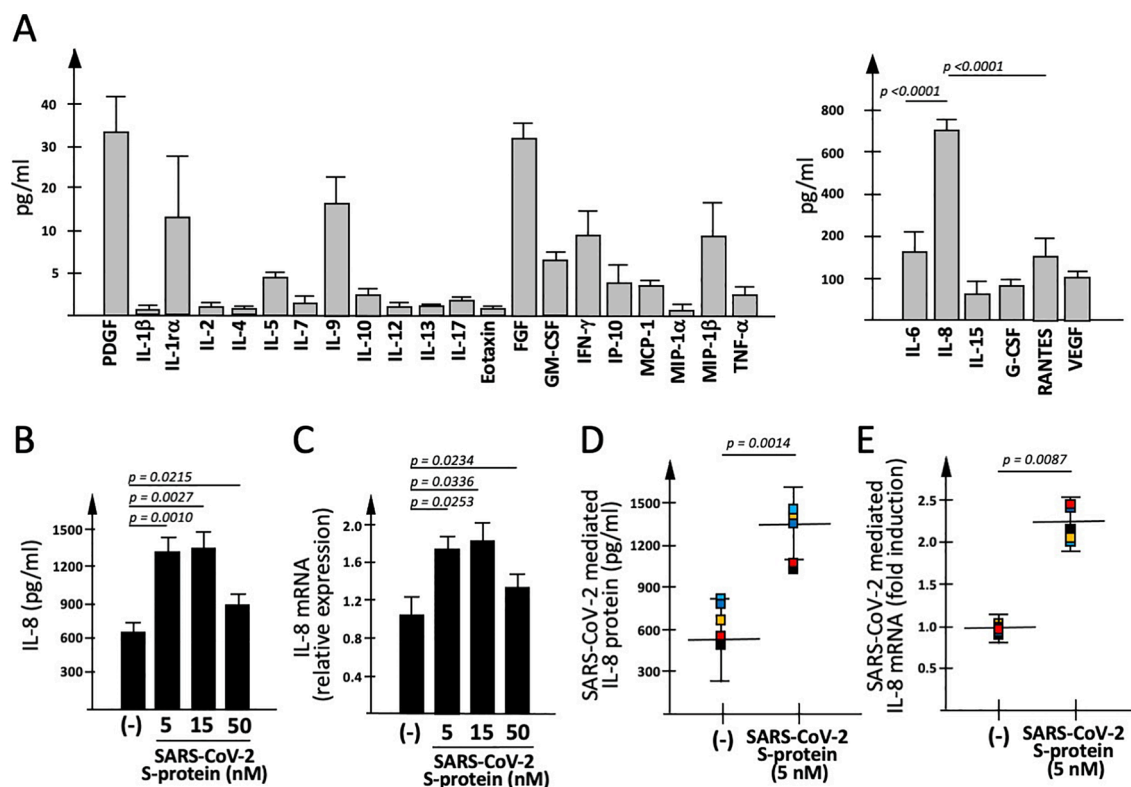 A
pg/ml
40
30
20
10
5
PDGF
IL-1β
IL-1rα
IL-2
IL-4
IL-5
IL-7
IL-9
IL-10
IL-12
IL-13
IL-17
Eotaxin
FGF
GM-CSF
IFN-γ
IP-10
MCP-1
MIP-1α
MIP-1β
TNF-α
p <0.0001
p <0.0001
pg/ml
800
600
400
200
100
IL-6
IL-8
IL-15
G-CSF
RANTES
VEGF
B
p = 0.0215
p = 0.0027
p = 0.0010
IL-8 (pg/ml)
1500
1200
900
600
300
(-)
5
15
50
SARS-CoV-2
S-protein (nM)
C
p = 0.0234
p = 0.0336
p = 0.0253
IL-8 mRNA
(relative expression)
2.0
1.6
1.2
0.8
0.4
(-)
5
15
50
SARS-CoV-2
S-protein (nM)
D
p = 0.0014
SARS-CoV-2 mediated
IL-8 protein (pg/ml)
1500
1200
900
600
300
(-)
SARS-CoV-2
S-protein
(5 nM)
E
p = 0.0087
SARS-CoV-2 mediated
IL-8 mRNA (fold induction)
2.5
2.0
1.5
1.0
0.5
(-)
SARS-CoV-2
S-protein
(5 nM)